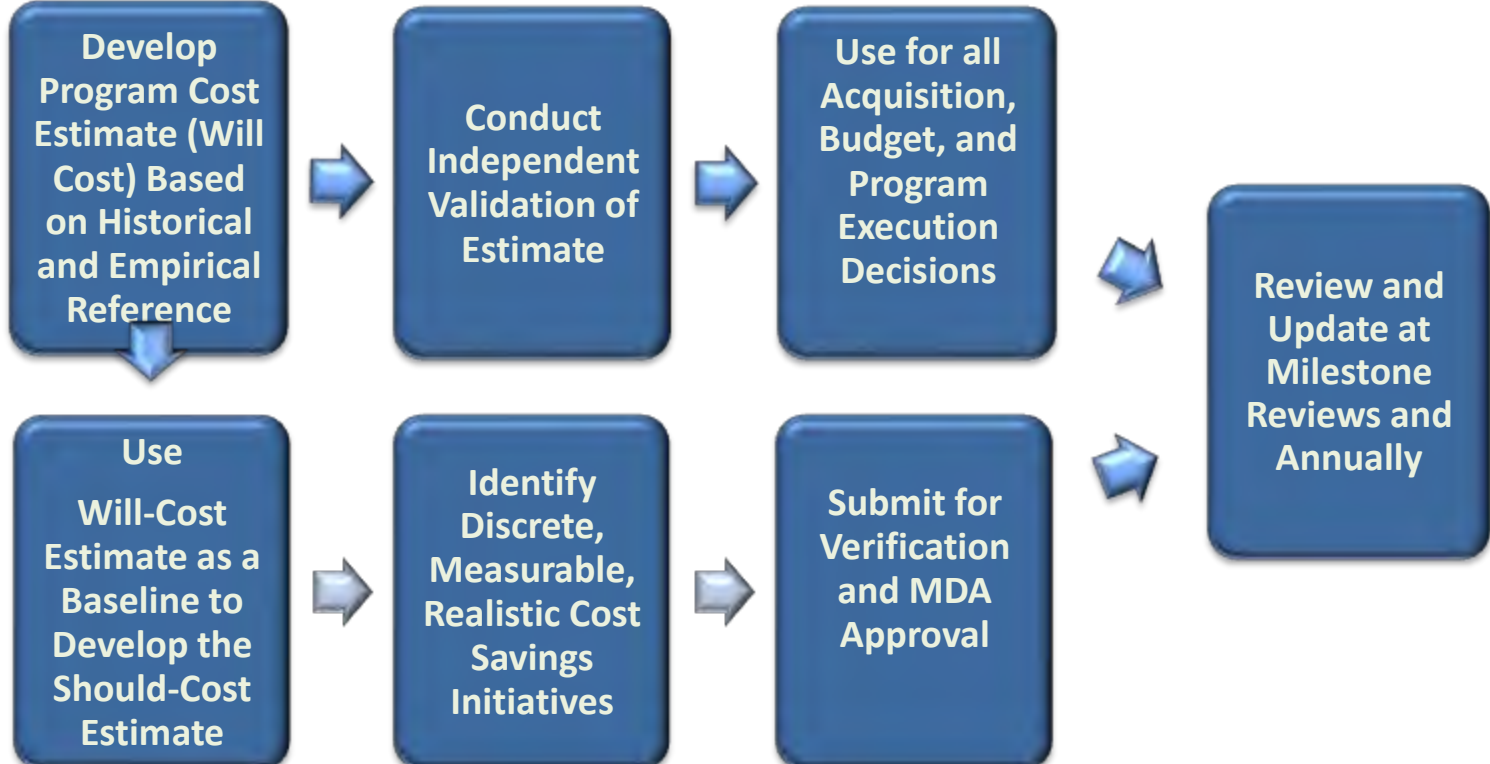 Develop
Program Cost
Estimate (Will
Cost) Based
on Historical
and Empirical
Reference
Conduct
Independent
Validation of
Estimate
Use for all
Acquisition,
Budget, and
Program
Execution
Decisions
Use
Will-Cost
Estimate as a
Baseline to
Develop the
Should-Cost
Estimate
Identify
Discrete,
Measurable,
Realistic Cost
Savings
Initiatives
Submit for
Verification
and MDA
Approval
Review and
Update at
Milestone
Reviews and
Annually